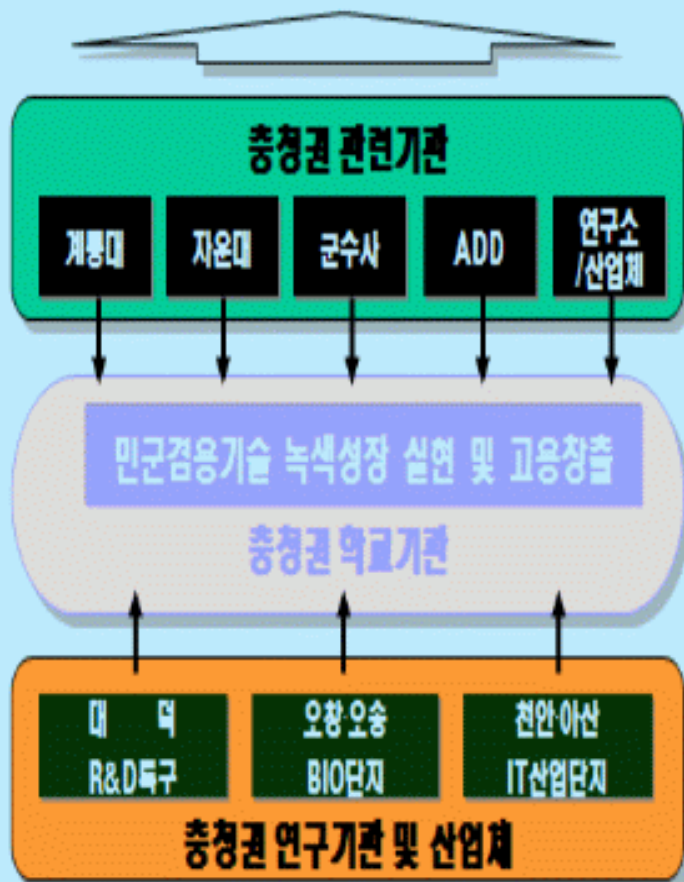 충청권 관련기관
계룡대
자운대
군수사
ADD
연구소
/산업체
민군겸용기술 녹색성장 실현 및 고용창출
충청권 학교기관
대 덕
R&D특구
오창·오송
BIO단지
천안·아산
IT산업단지
충청권 연구기관 및 산업체